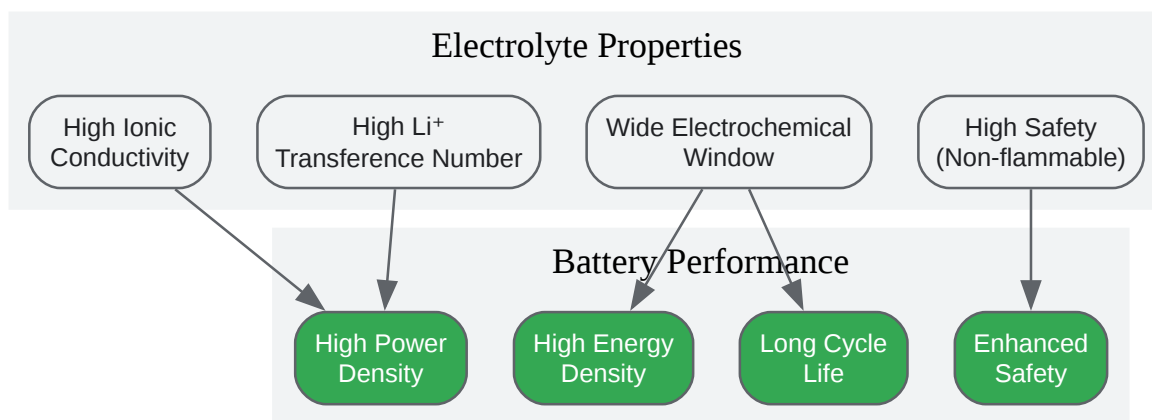 Electrolyte Properties
High Ionic
Conductivity
High Li⁺
Transference Number
Wide Electrochemical
Window
High Safety
(Non-flammable)
Battery Performance
High Power
Density
High Energy
Density
Long Cycle
Life
Enhanced
Safety